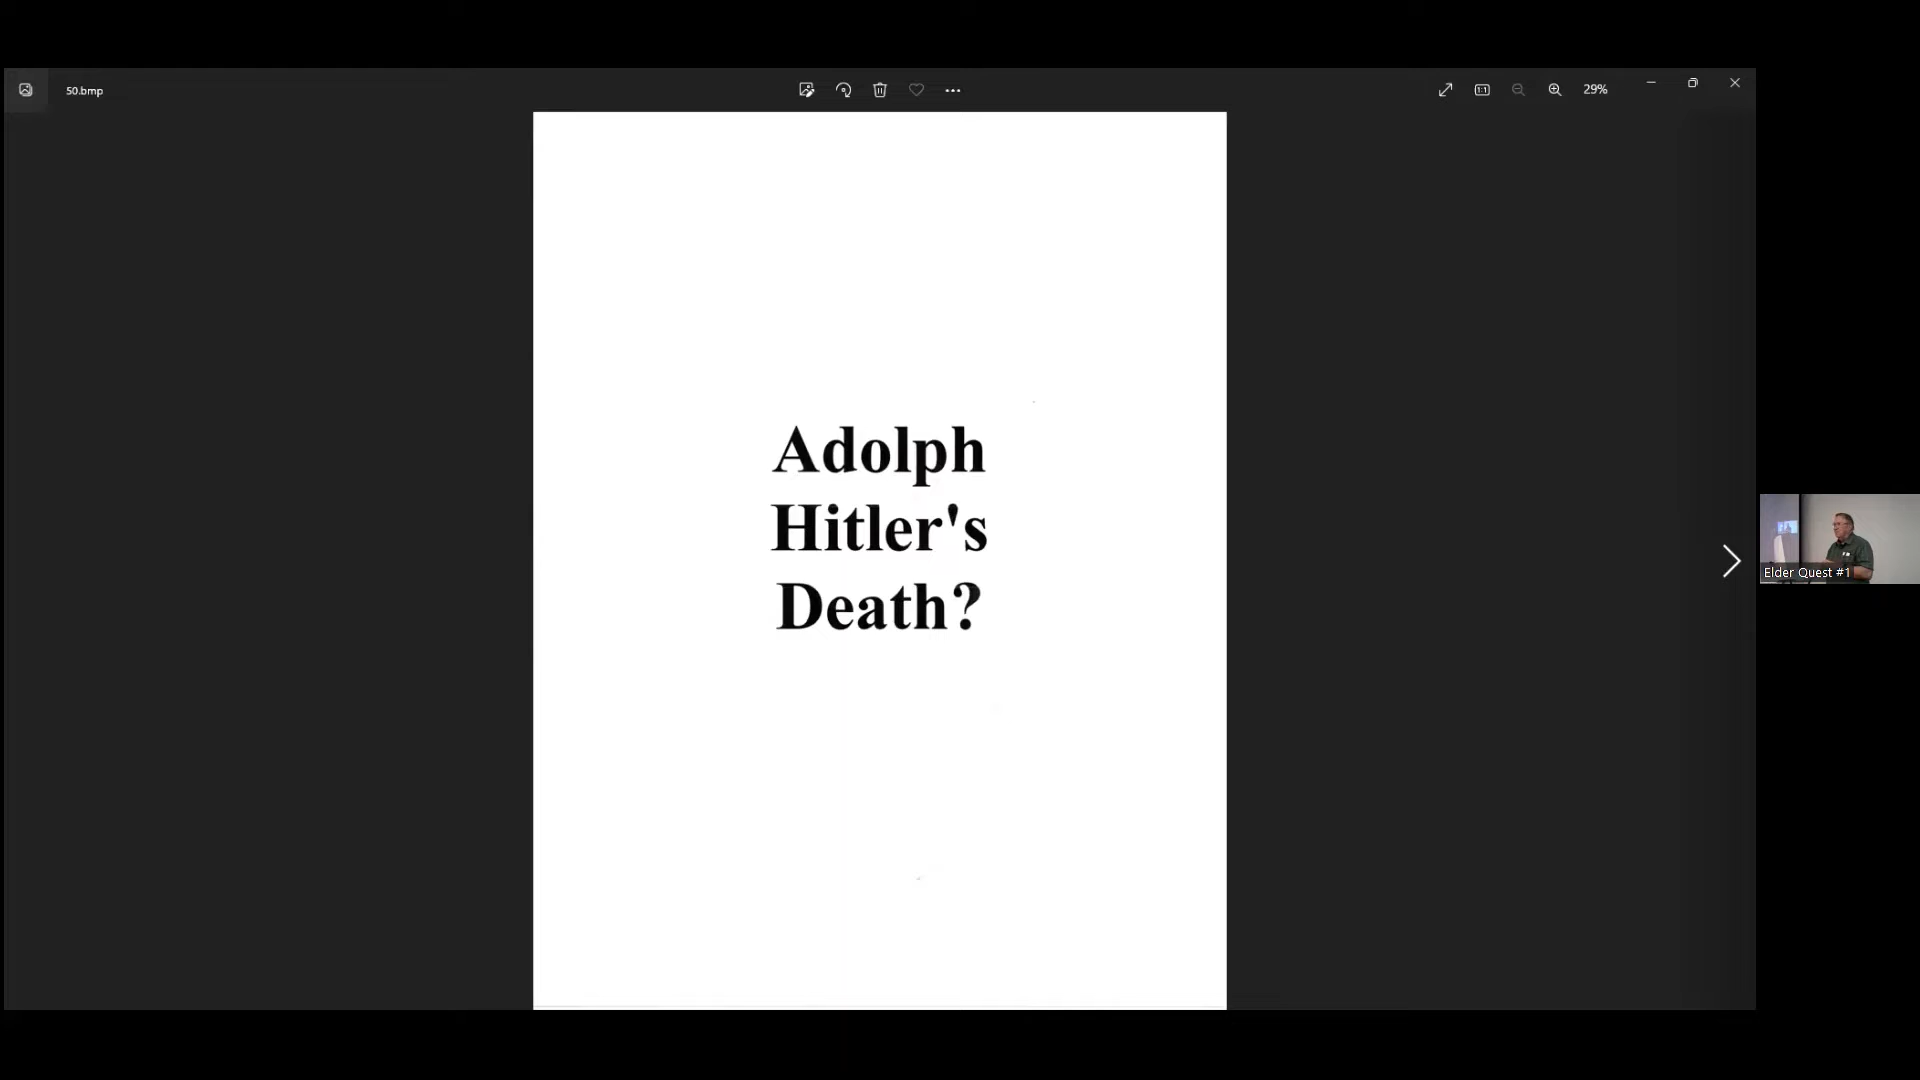 50.bmp
29%
Adolph
Hitler's
Death?
Elder Quest #1